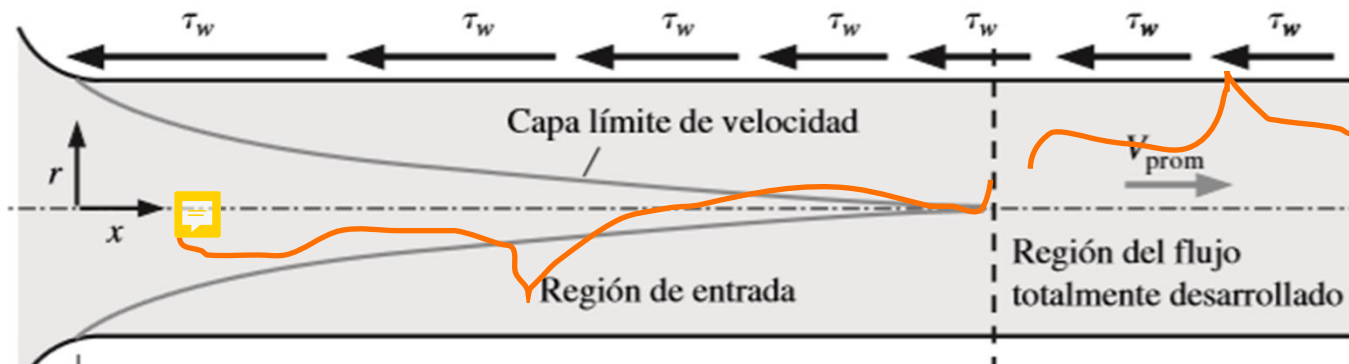 τw τw τw τw τw τw τw
Capa límite de velocidad
r
Vprom
x
Región del flujo
Región de entrada
totalmente desarrollado